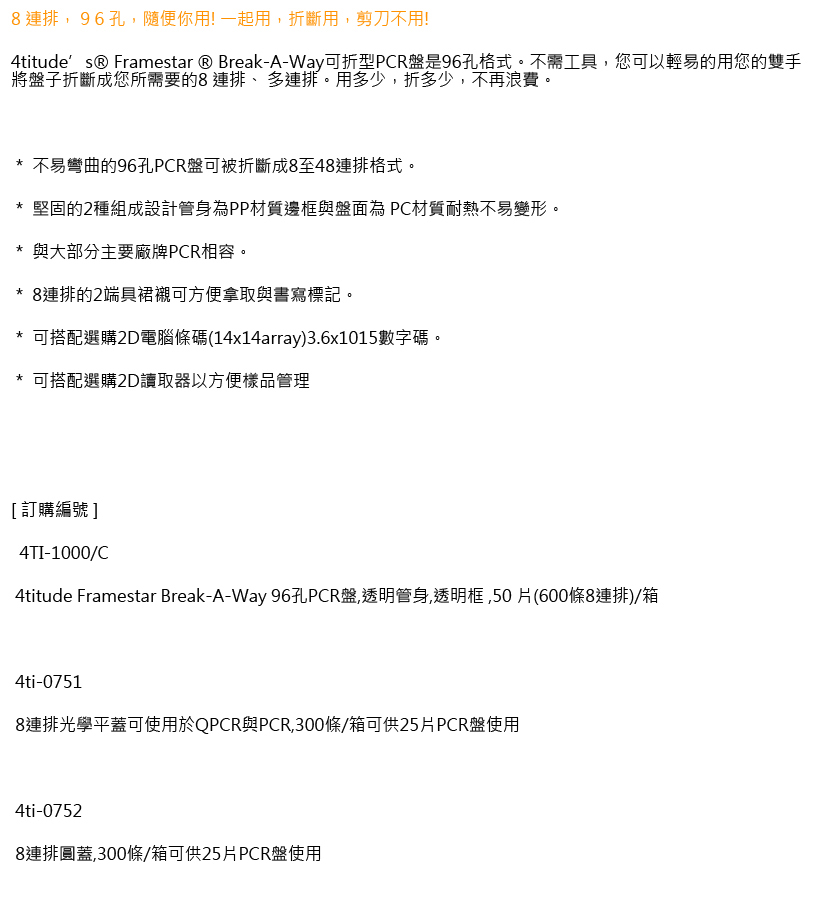 8 連排， 9 6 孔，隨便你用! 一起用，折斷用，剪刀不用!
4titude’s® Framestar ® Break-A-Way可折型PCR盤是96孔格式。不需工具，您可以輕易的用您的雙手
將盤子折斷成您所需要的8 連排、 多連排。用多少，折多少，不再浪費。
* 不易彎曲的96孔PCR盤可被折斷成8至48連排格式。
* 堅固的2種組成設計管身為PP材質邊框與盤面為 PC材質耐熱不易變形。
* 與大部分主要廠牌PCR相容。
* 8連排的2端具裙襯可方便拿取與書寫標記。
* 可搭配選購2D電腦條碼(14x14array)3.6x1015數字碼。
* 可搭配選購2D讀取器以方便樣品管理
[ 訂購編號 ]
4TI-1000/C
4titude Framestar Break-A-Way 96孔PCR盤,透明管身,透明框 ,50 片(600條8連排)/箱
4ti-0751
8連排光學平蓋可使用於QPCR與PCR,300條/箱可供25片PCR盤使用
4ti-0752
8連排圓蓋,300條/箱可供25片PCR盤使用